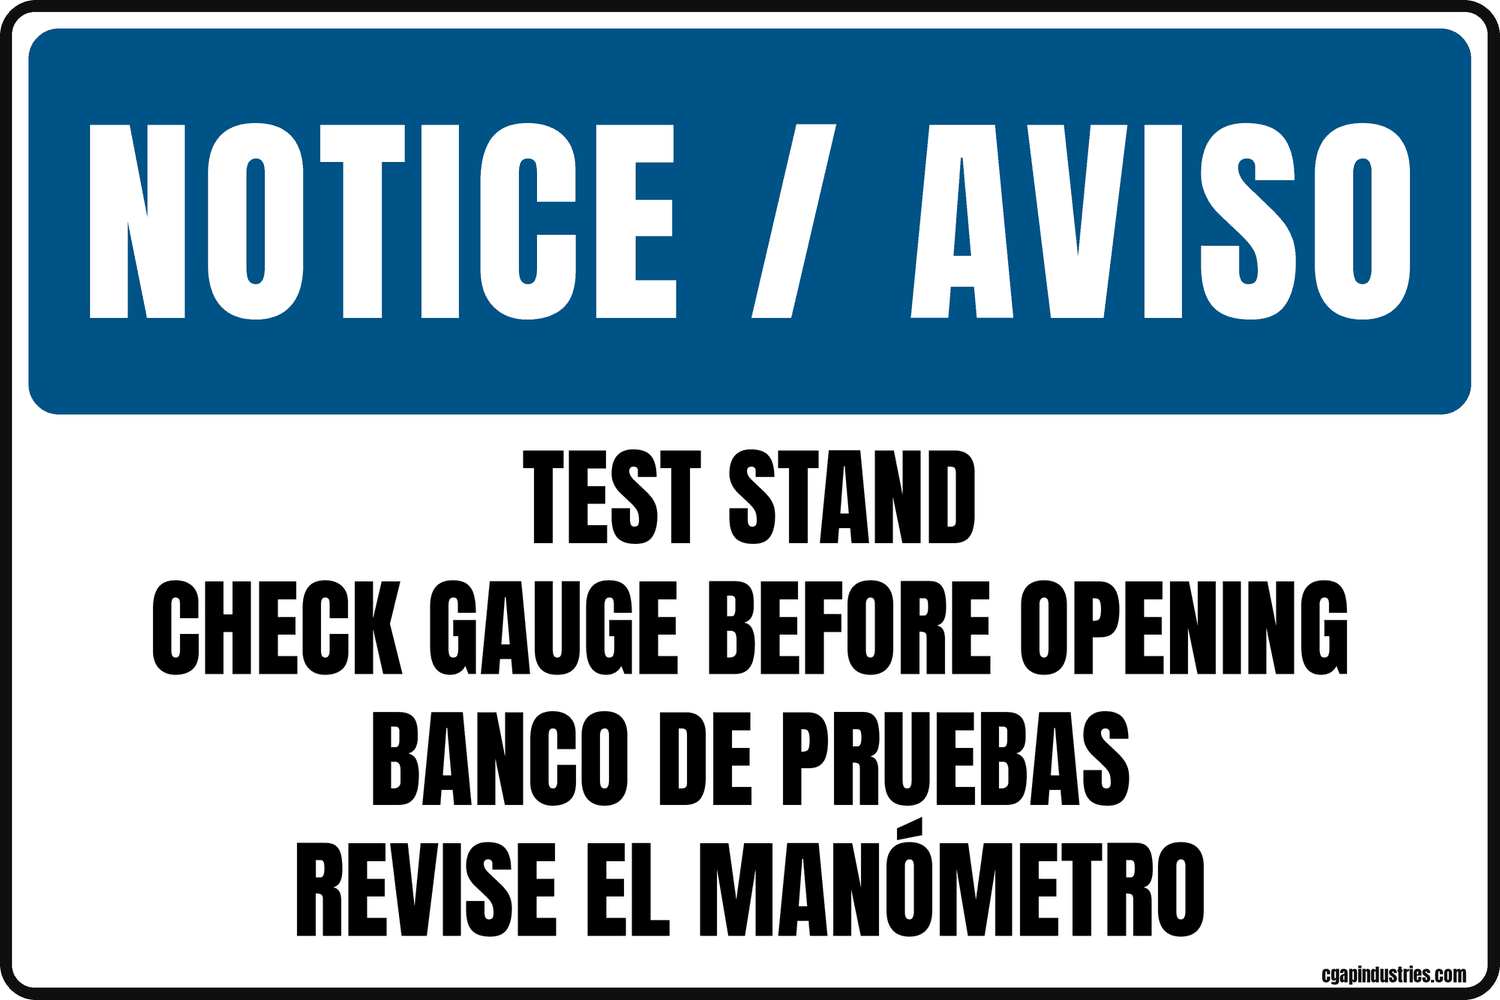 NOTICE / AVISO
TEST STAND
CHECK GAUGE BEFORE OPENING
BANCO DE PRUEBAS
REVISE EL MANÓMETRO
cgapindustries.com